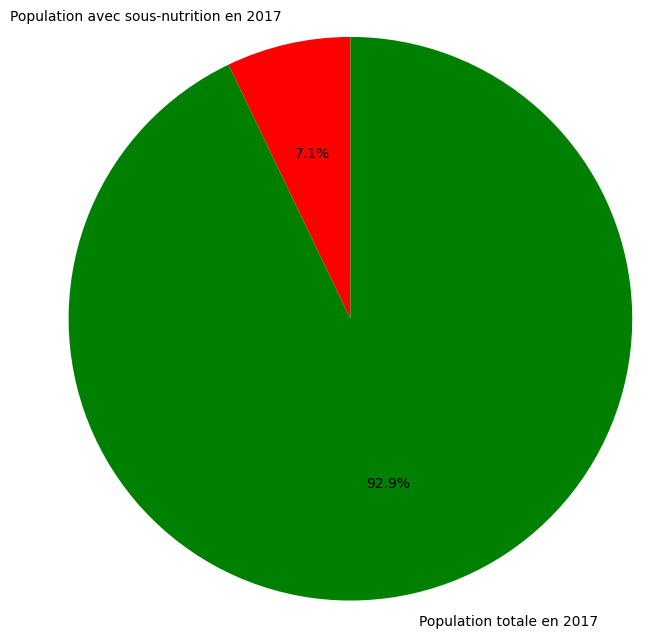 Population avec sous-nutrition en 2017
7.1%
92.9%
Population totale en 2017